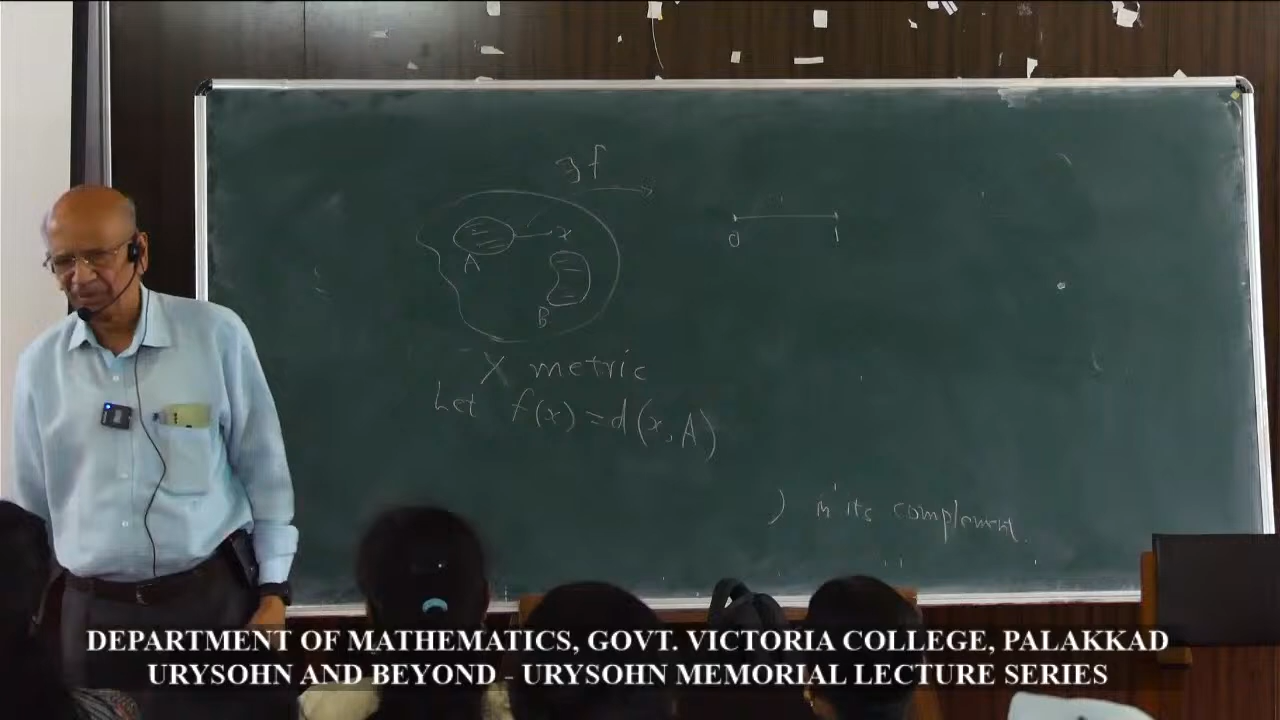 ∃ f
x
A
B
0 1
X metric
Let f(x) = d(x, A)
) in its complement.
DEPARTMENT OF MATHEMATICS, GOVT. VICTORIA COLLEGE, PALAKKAD
URYSOHN AND BEYOND - URYSOHN MEMORIAL LECTURE SERIES